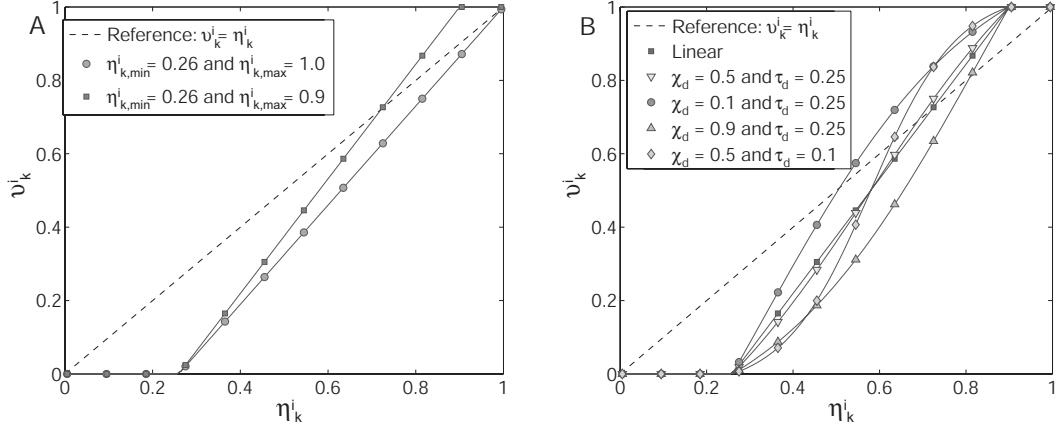 A
Reference: υ^i_k = η^i_k
η^i_k,min = 0.26 and η^i_k,max = 1.0
η^i_k,min = 0.26 and η^i_k,max = 0.9
1
0.8
0.6
0.4
0.2
0
υ^i_k
0 0.2 0.4 0.6 0.8 1
η^i_k
B
Reference: υ^i_k = η^i_k
Linear
χ_d = 0.5 and τ_d = 0.25
χ_d = 0.1 and τ_d = 0.25
χ_d = 0.9 and τ_d = 0.25
χ_d = 0.5 and τ_d = 0.1
1
0.8
0.6
0.4
0.2
0
υ^i_k
0 0.2 0.4 0.6 0.8 1
η^i_k